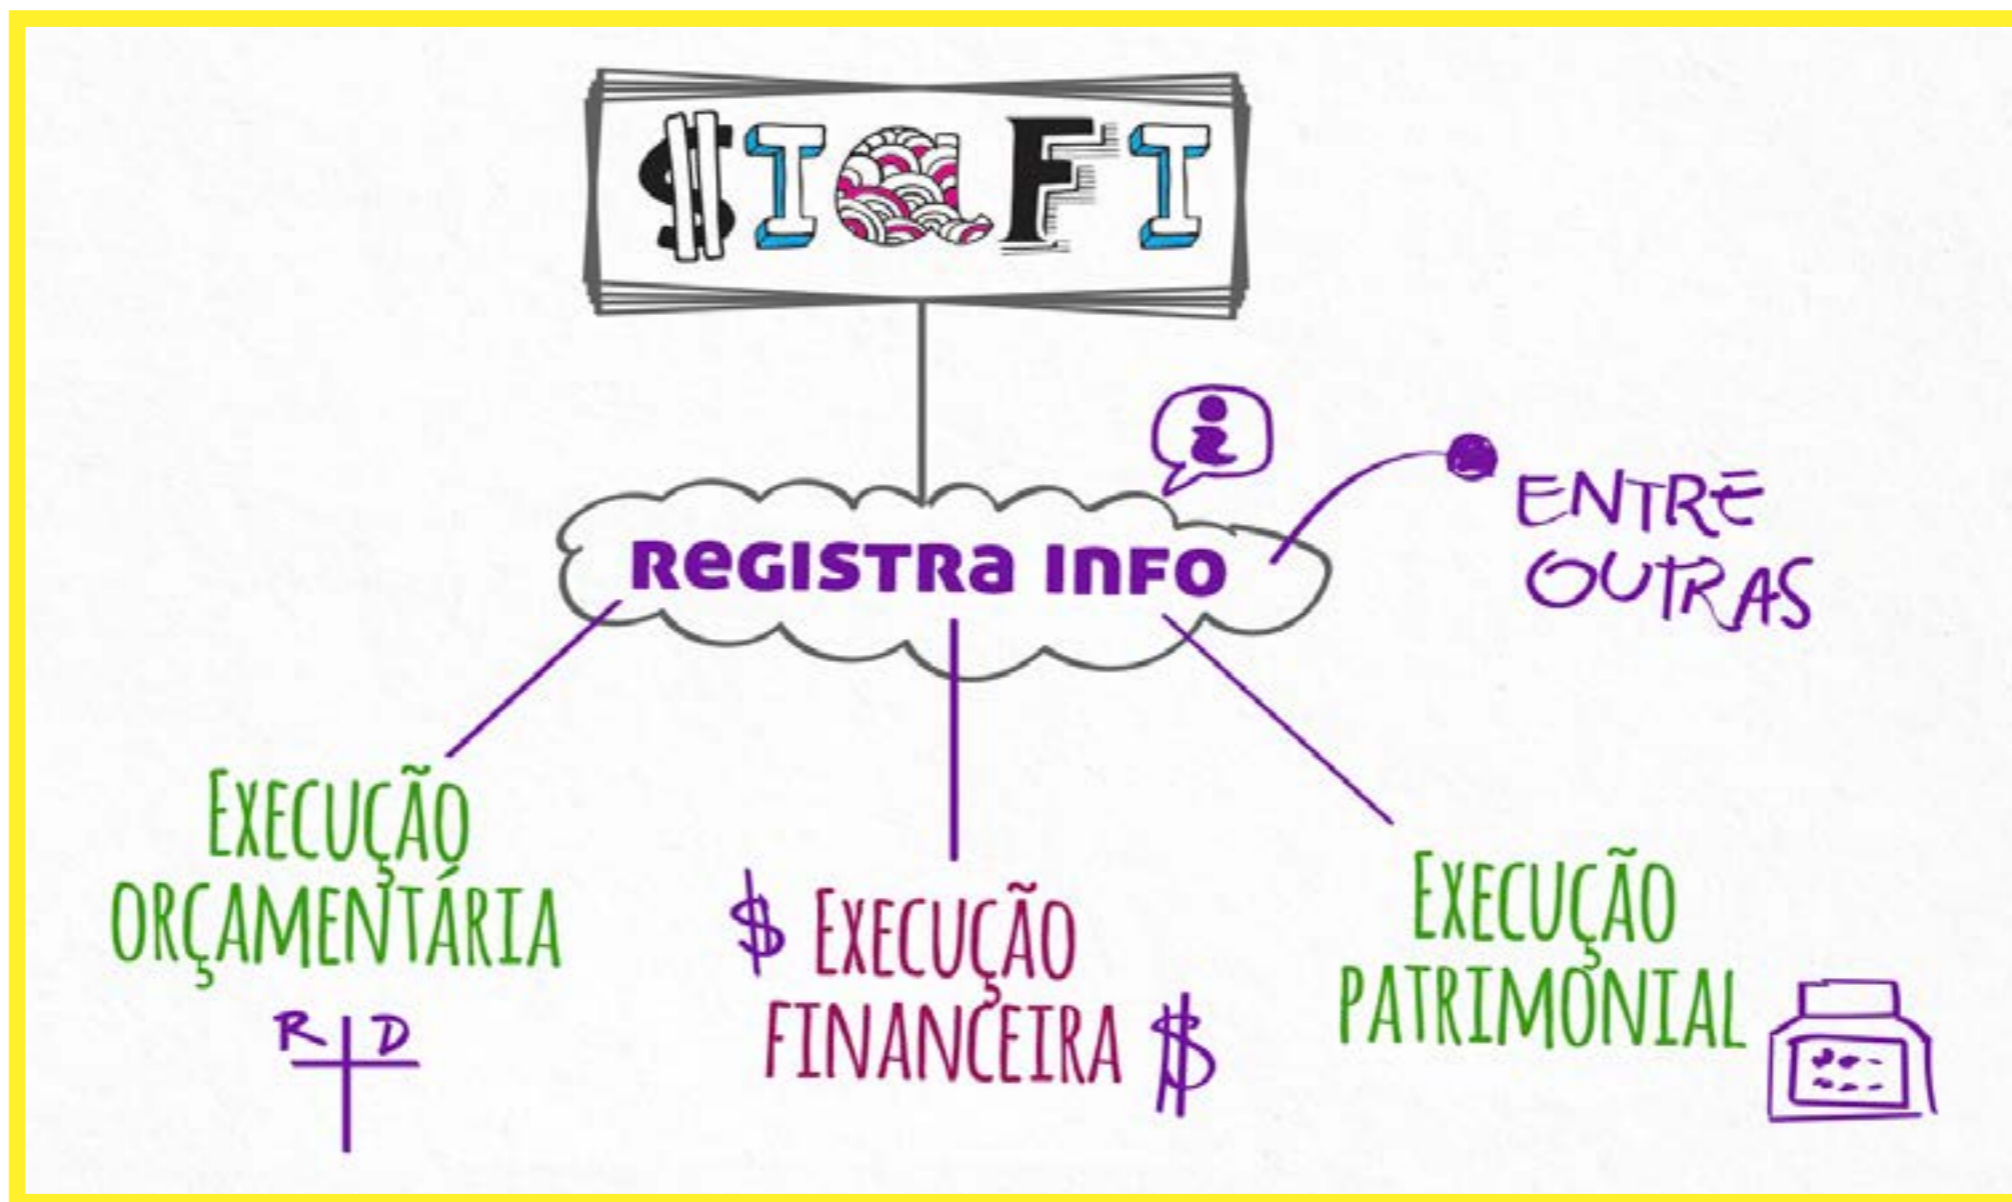 $IaFI
i
REGISTRa INFO
ENTRE
OUTRAS
EXECUÇÃO
ORÇAMENTÁRIA
R D
$ EXECUÇÃO
FINANCEIRA $
EXECUÇÃO
PATRIMONIAL